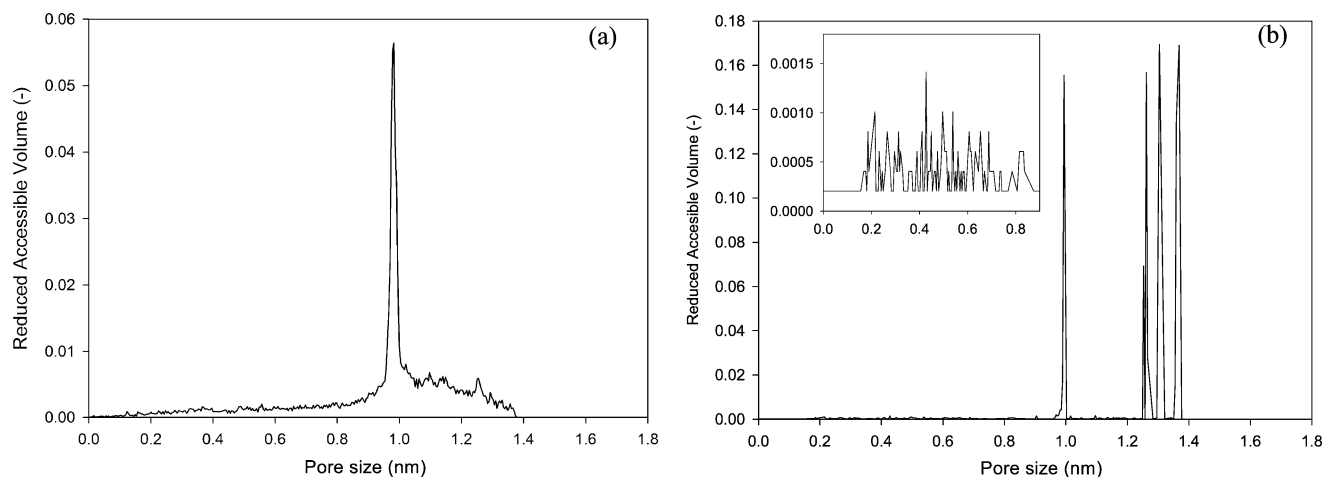 (a)
Reduced Accessible Volume (-)
0.06
0.05
0.04
0.03
0.02
0.01
0.00
0.0 0.2 0.4 0.6 0.8 1.0 1.2 1.4 1.6 1.8
Pore size (nm)
(b)
Reduced Accesible Volume (-)
0.18
0.16
0.14
0.12
0.10
0.08
0.06
0.04
0.02
0.00
0.0015
0.0010
0.0005
0.0000
0.0 0.2 0.4 0.6 0.8
0.0 0.2 0.4 0.6 0.8 1.0 1.2 1.4 1.6 1.8
Pore size (nm)